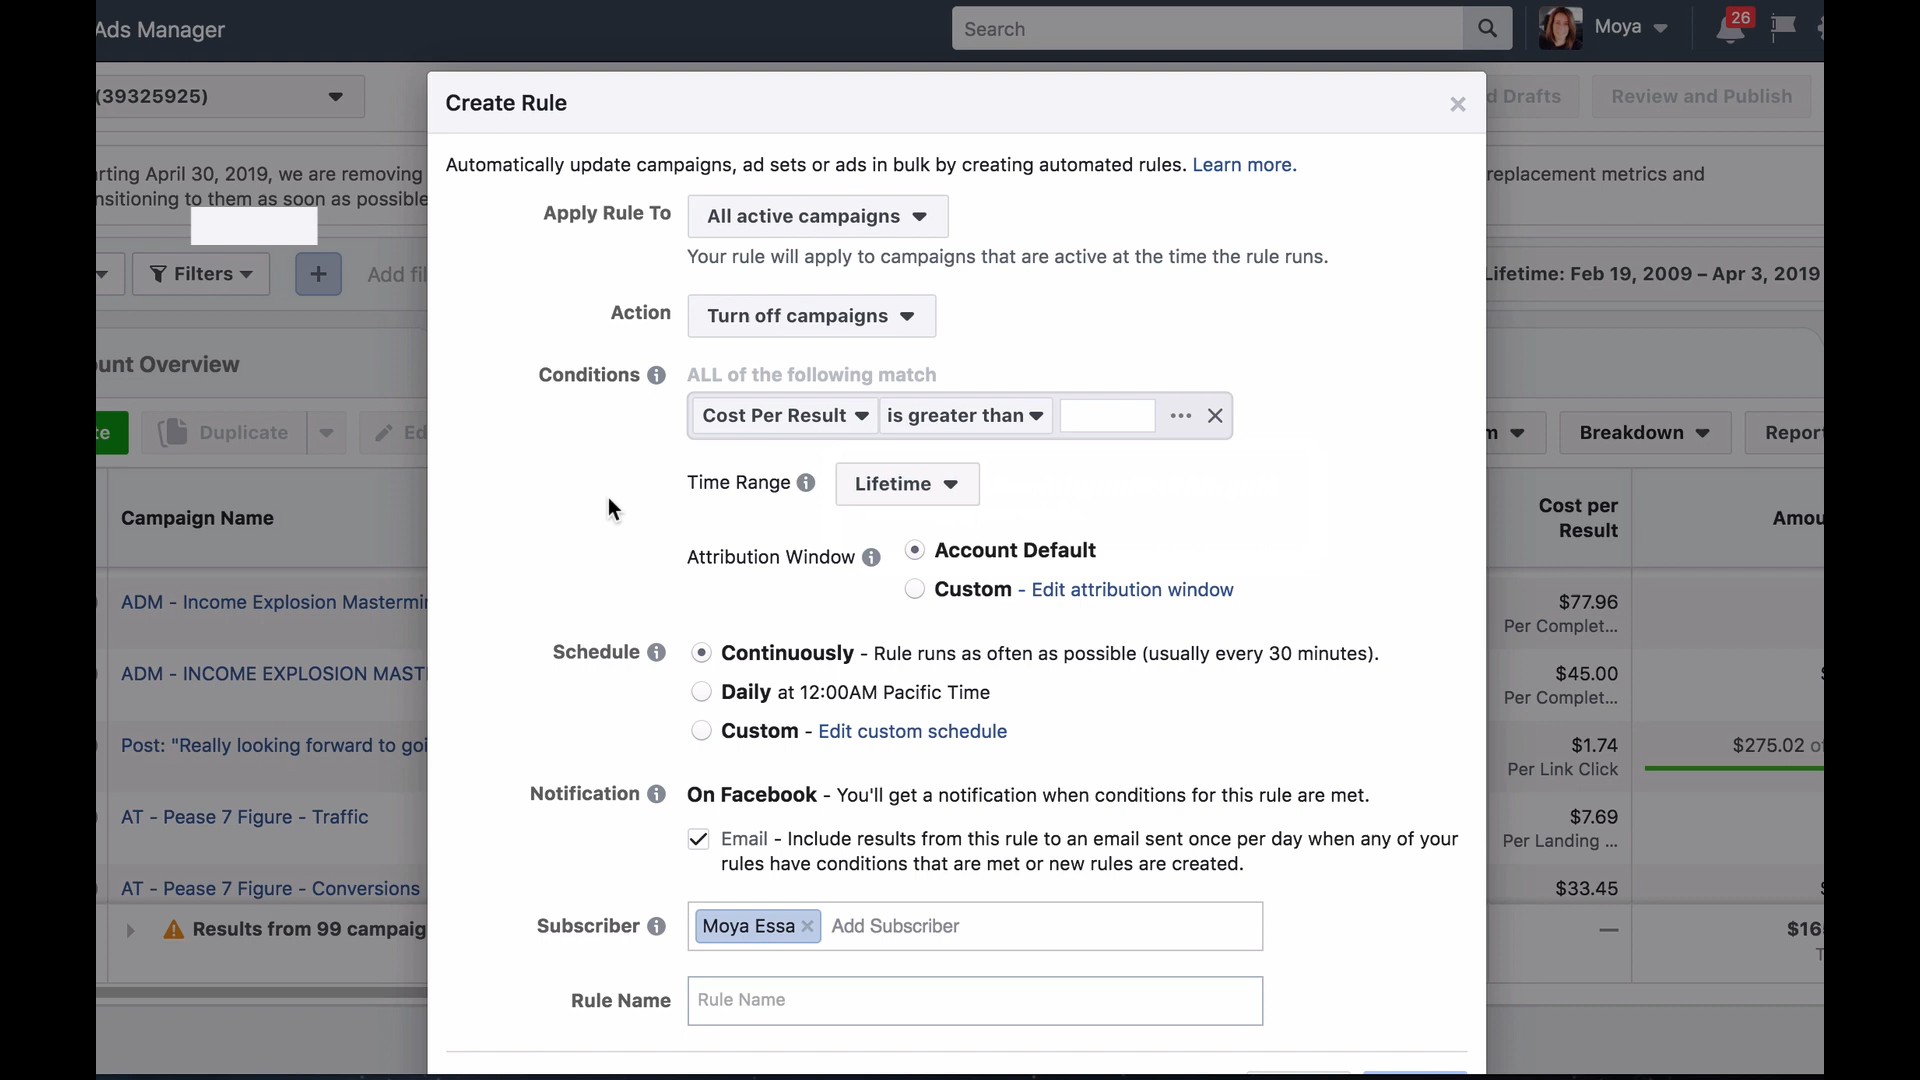 Ads Manager
Search
Moya
26
(39325925)
Create Rule
d Drafts
Review and Publish
Automatically update campaigns, ad sets or ads in bulk by creating automated rules. Learn more.
rting April 30, 2019, we are removing
replacement metrics and
nsitioning to them as soon as possible
Apply Rule To
All active campaigns
Your rule will apply to campaigns that are active at the time the rule runs.
Filters
Add fil
Lifetime: Feb 19, 2009 – Apr 3, 2019
Action
Turn off campaigns
unt Overview
Conditions
ALL of the following match
Cost Per Result
is greater than
te
Duplicate
Ed
m
Breakdown
Report
Time Range
Lifetime
Campaign Name
Cost per
Result
Amou
Attribution Window
Account Default
Custom - Edit attribution window
ADM - Income Explosion Mastermin
$77.96
Per Complet...
Schedule
Continuously - Rule runs as often as possible (usually every 30 minutes).
Daily at 12:00AM Pacific Time
Custom - Edit custom schedule
ADM - INCOME EXPLOSION MAST
$45.00
Per Complet...
Post: "Really looking forward to goi
$1.74
Per Link Click
$275.02 of
Notification
On Facebook - You'll get a notification when conditions for this rule are met.
Email - Include results from this rule to an email sent once per day when any of your
rules have conditions that are met or new rules are created.
AT - Pease 7 Figure - Traffic
$7.69
Per Landing ...
AT - Pease 7 Figure - Conversions
$33.45
Subscriber
Moya Essa
Add Subscriber
Results from 99 campaig
—
$16
Rule Name
Rule Name